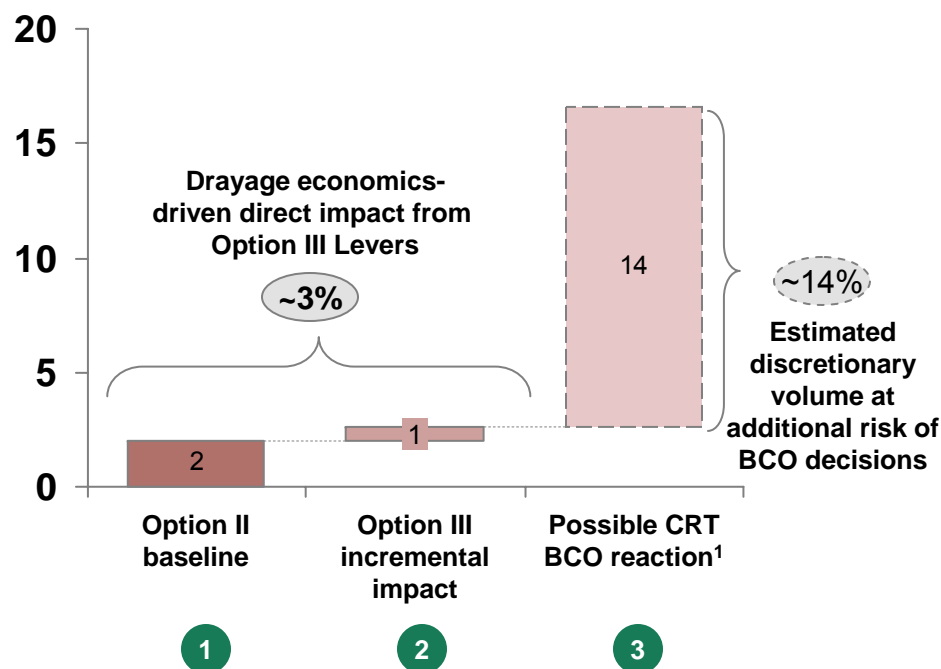 20
15
10
5
0
Drayage economics-
driven direct impact from
Option III Levers
~3%
2
1
14
~14%
Estimated
discretionary
volume at
additional risk of
BCO decisions
Option II
baseline
Option III
incremental
impact
Possible CRT
BCO reaction¹
1
2
3